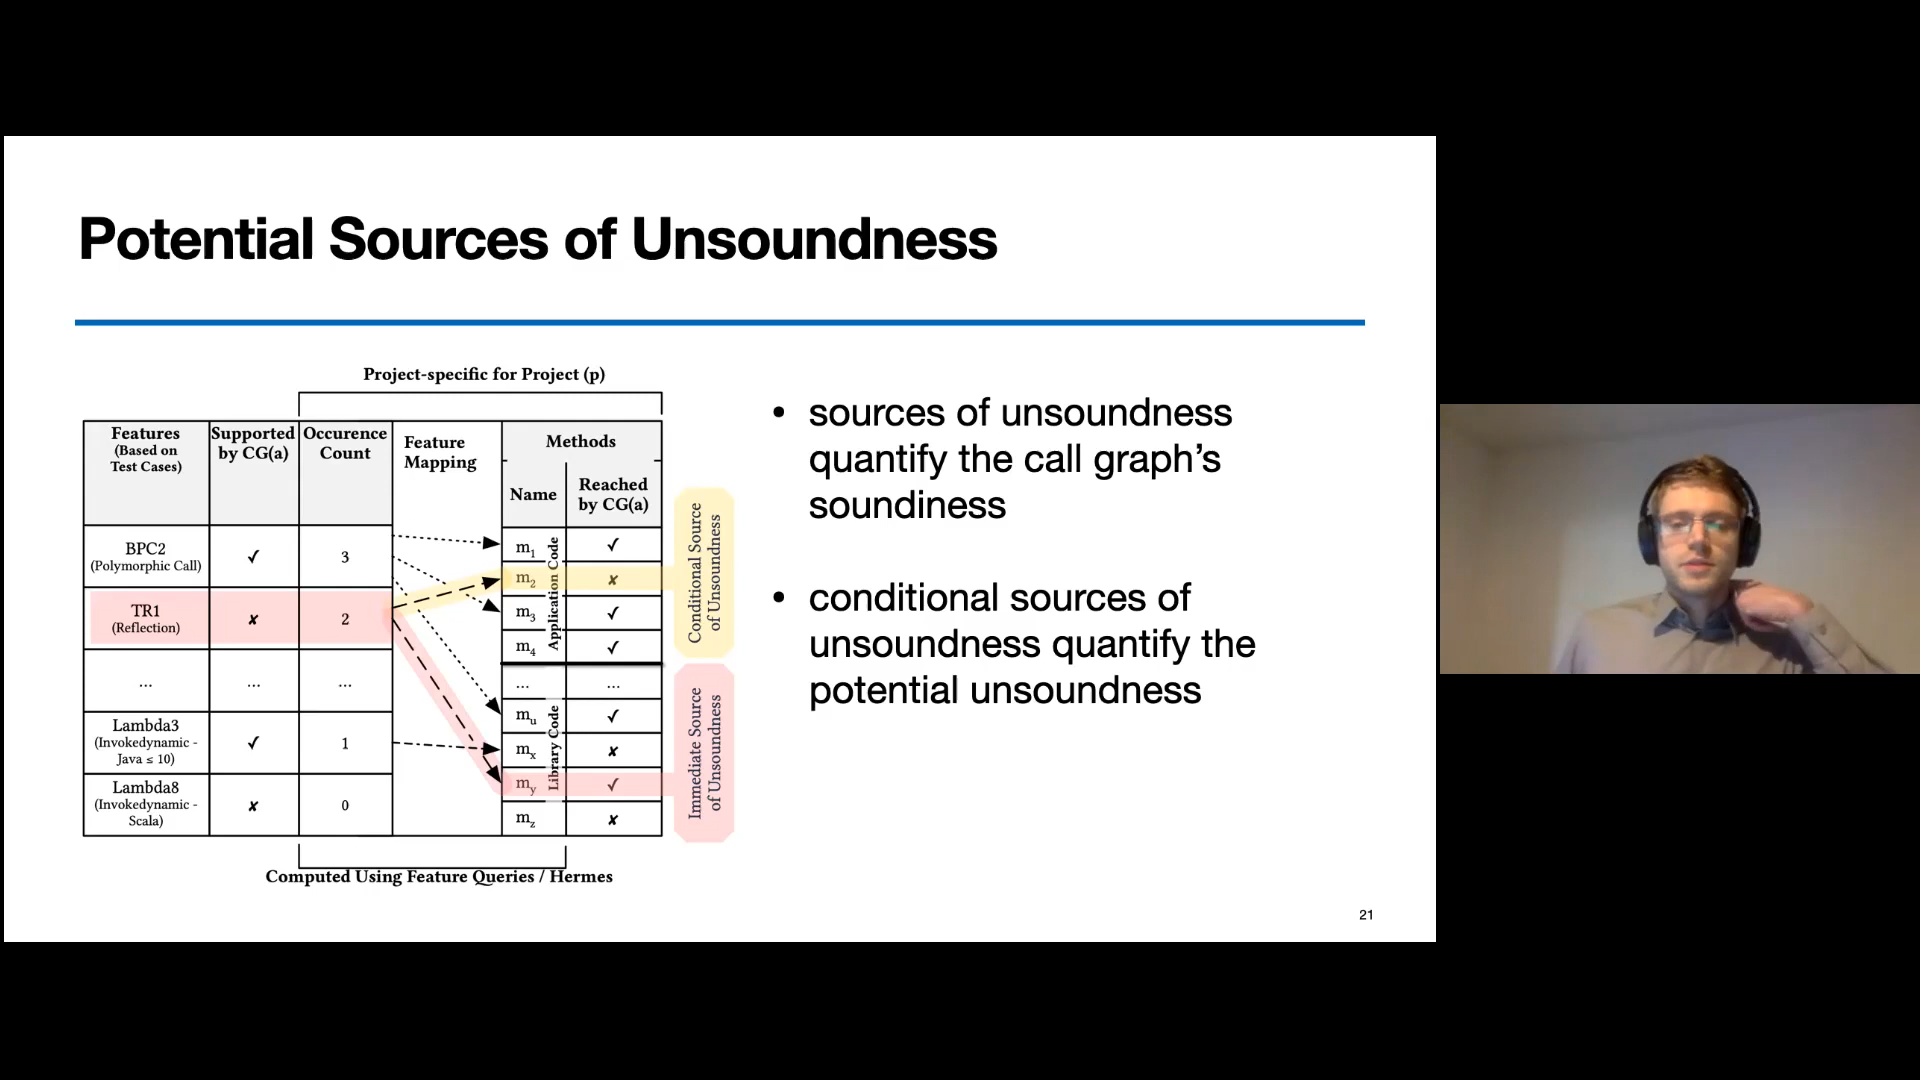 Potential Sources of Unsoundness
Project-specific for Project (p)
Features
(Based on
Test Cases)
Supported
by CG(a)
Occurence
Count
Feature
Mapping
Methods
Name
Reached
by CG(a)
BPC2
(Polymorphic Call)
✓
3
TR1
(Reflection)
✗
2
...
...
...
Lambda3
(Invokedynamic -
Java ≤ 10)
✓
1
Lambda8
(Invokedynamic -
Scala)
✗
0
m1
✓
m2
✗
m3
✓
m4
✓
...
...
mu
✓
mx
✗
my
✓
mz
✗
Application Code
Library Code
Conditional Source
of Unsoundness
Immediate Source
of Unsoundness
Computed Using Feature Queries / Hermes
• sources of unsoundness
quantify the call graph’s
soundiness
• conditional sources of
unsoundness quantify the
potential unsoundness
21